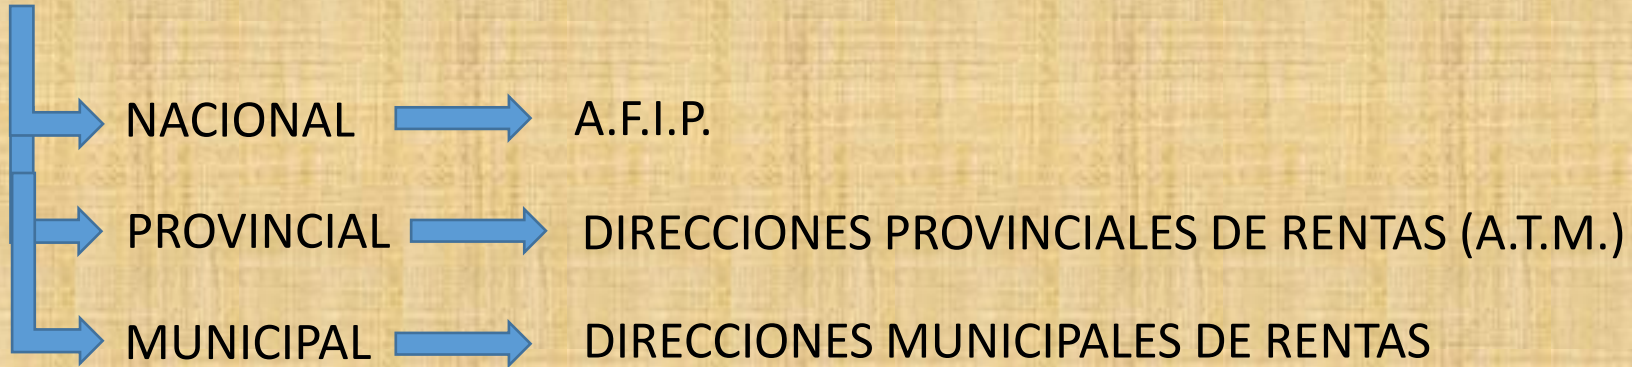 NACIONAL A.F.I.P.
PROVINCIAL DIRECCIONES PROVINCIALES DE RENTAS (A.T.M.)
MUNICIPAL DIRECCIONES MUNICIPALES DE RENTAS